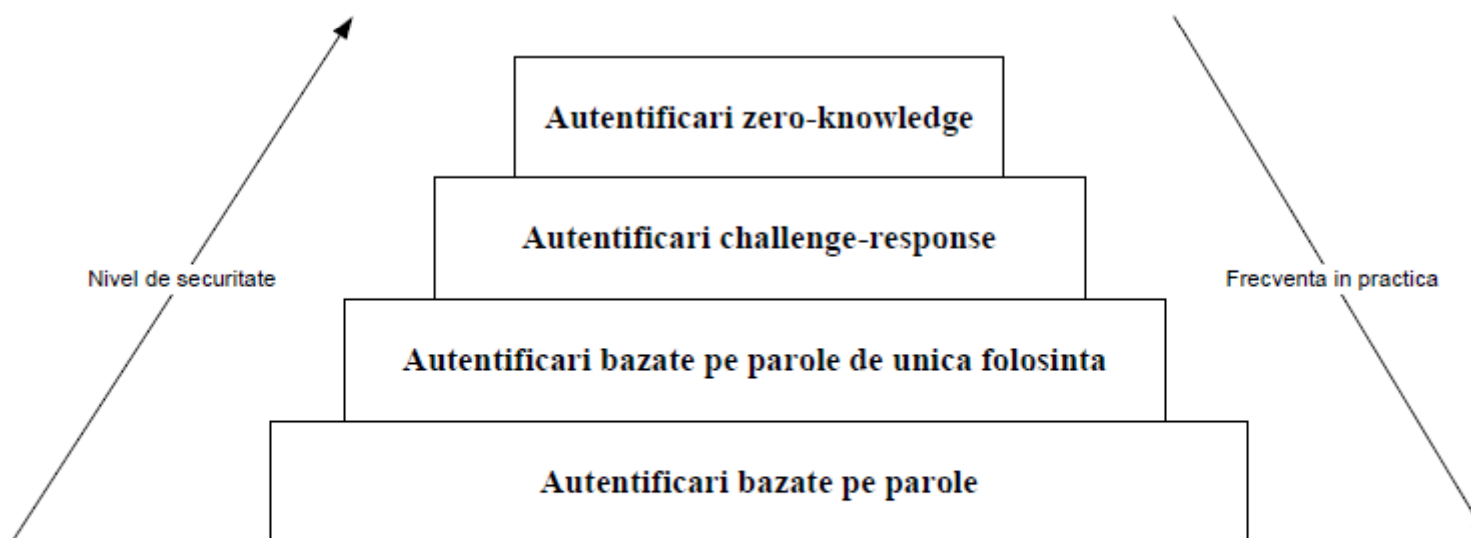 Autentificari zero-knowledge
Autentificari challenge-response
Nivel de securitate
Frecventa in practica
Autentificari bazate pe parole de unica folosinta
Autentificari bazate pe parole